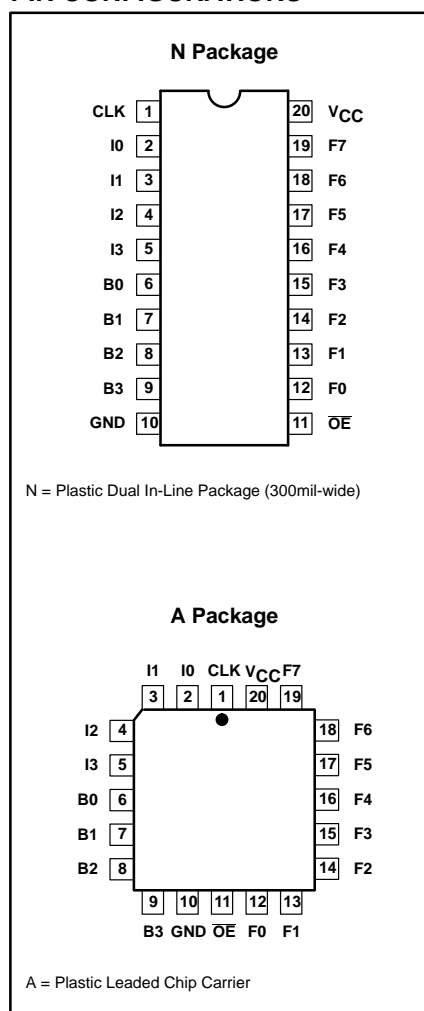 N Package
CLK 1 20 VCC
I0 2 19 F7
I1 3 18 F6
I2 4 17 F5
I3 5 16 F4
B0 6 15 F3
B1 7 14 F2
B2 8 13 F1
B3 9 12 F0
GND 10 11 O̅E̅
N = Plastic Dual In-Line Package (300mil-wide)
A Package
I1 I0 CLK VCC F7
3 2 1 20 19
I2 4 18 F6
I3 5 17 F5
B0 6 16 F4
B1 7 15 F3
B2 8 14 F2
9 10 11 12 13
B3 GND O̅E̅ F0 F1
A = Plastic Leaded Chip Carrier